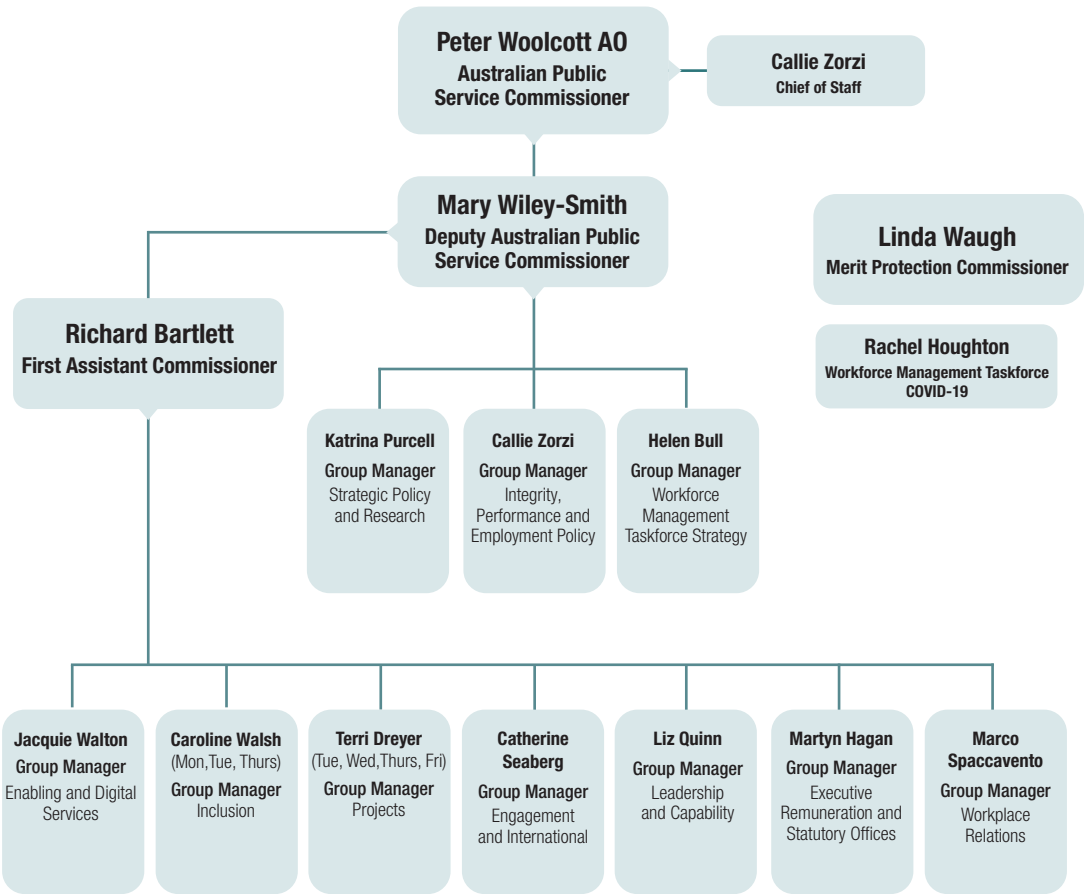 Peter Woolcott AO
Australian Public
Service Commissioner
Callie Zorzi
Chief of Staff
Mary Wiley-Smith
Deputy Australian Public
Service Commissioner
Linda Waugh
Merit Protection Commissioner
Richard Bartlett
First Assistant Commissioner
Rachel Houghton
Workforce Management Taskforce
COVID-19
Katrina Purcell
Group Manager
Strategic Policy
and Research
Callie Zorzi
Group Manager
Integrity,
Performance and
Employment Policy
Helen Bull
Group Manager
Workforce
Management
Taskforce Strategy
Jacquie Walton
Group Manager
Enabling and Digital
Services
Caroline Walsh
(Mon,Tue, Thurs)
Group Manager
Inclusion
Terri Dreyer
(Tue, Wed,Thurs, Fri)
Group Manager
Projects
Catherine
Seaberg
Group Manager
Engagement
and International
Liz Quinn
Group Manager
Leadership
and Capability
Martyn Hagan
Group Manager
Executive
Remuneration and
Statutory Offices
Marco
Spaccavento
Group Manager
Workplace
Relations